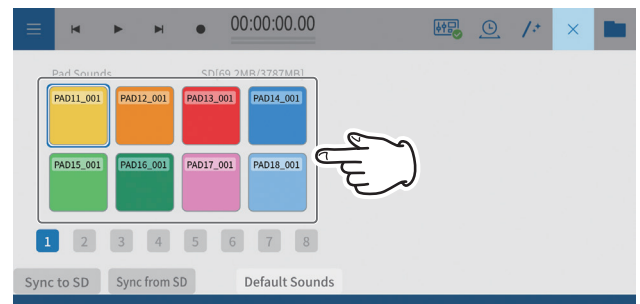 00:00:00.00
Pad Sounds SD[69.2MB/3787MB]
PAD11_001 PAD12_001 PAD13_001 PAD14_001
PAD15_001 PAD16_001 PAD17_001 PAD18_001
1 2 3 4 5 6 7 8
Sync to SD Sync from SD Default Sounds